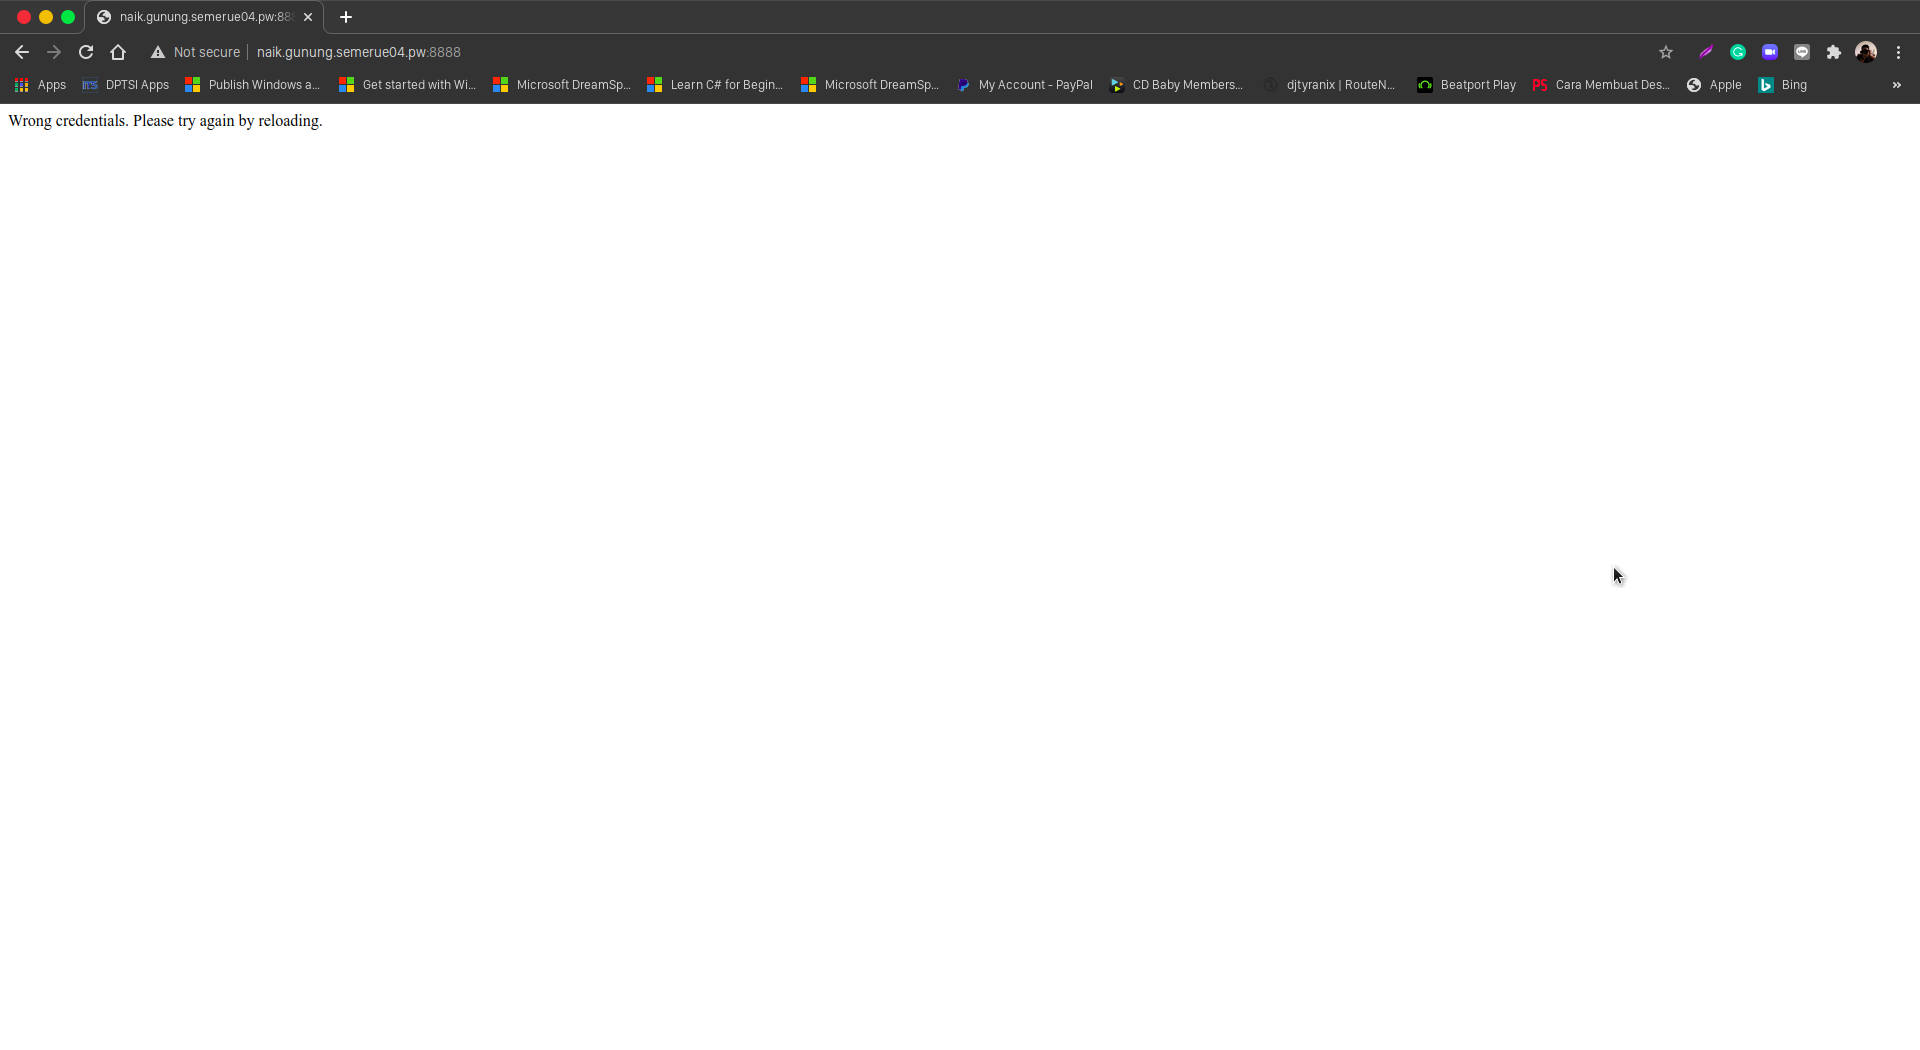 naik.gunung.semerue04.pw:888
Not secure naik.gunung.semerue04.pw:8888
Apps DPTSI Apps Publish Windows a... Get started with Wi... Microsoft DreamSp... Learn C# for Begin... Microsoft DreamSp... My Account - PayPal CD Baby Members... djtyranix | RouteN... Beatport Play PS Cara Membuat Des... Apple Bing »
Wrong credentials. Please try again by reloading.